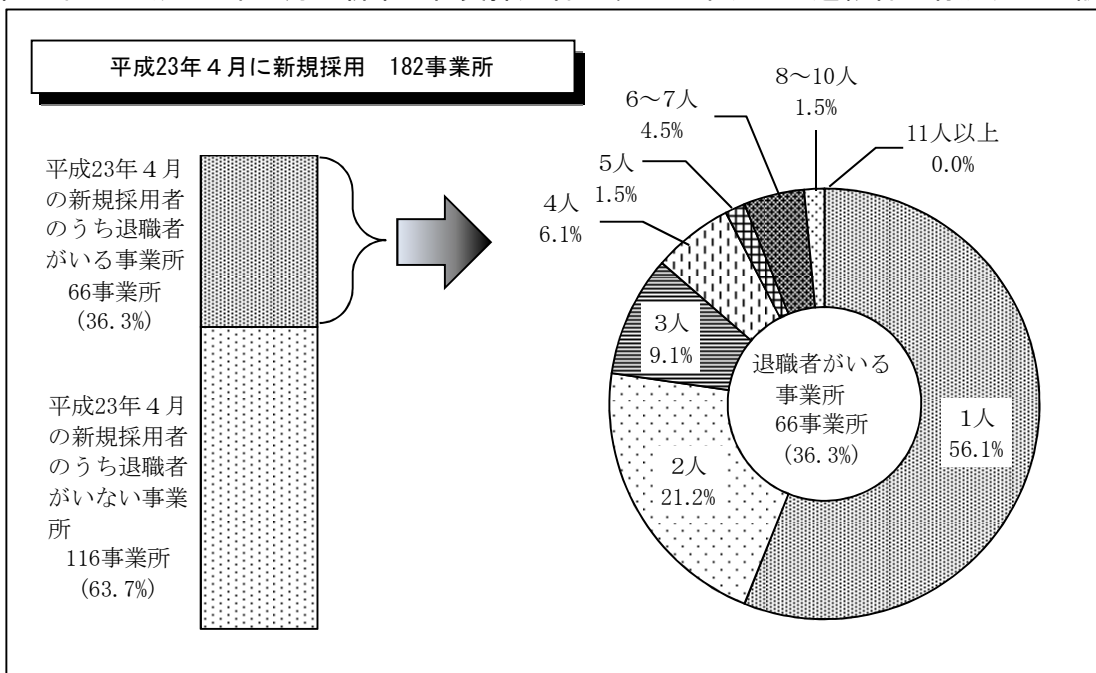 平成23年４月に新規採用　182事業所
平成23年４月
の新規採用者
のうち退職者
がいる事業所
66事業所
(36.3%)
平成23年４月
の新規採用者
のうち退職者
がいない事業
所
116事業所
(63.7%)
８～10人
1.5%
６～７人
4.5%
11人以上
0.0%
５人
1.5%
４人
6.1%
３人
9.1%
２人
21.2%
１人
56.1%
退職者がいる
事業所
66事業所
(36.3%)